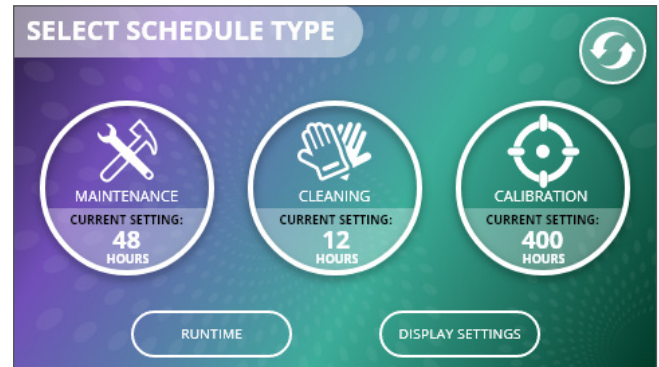 SELECT SCHEDULE TYPE
MAINTENANCE
CURRENT SETTING:
48
HOURS
CLEANING
CURRENT SETTING:
12
HOURS
CALIBRATION
CURRENT SETTING:
400
HOURS
RUNTIME
DISPLAY SETTINGS